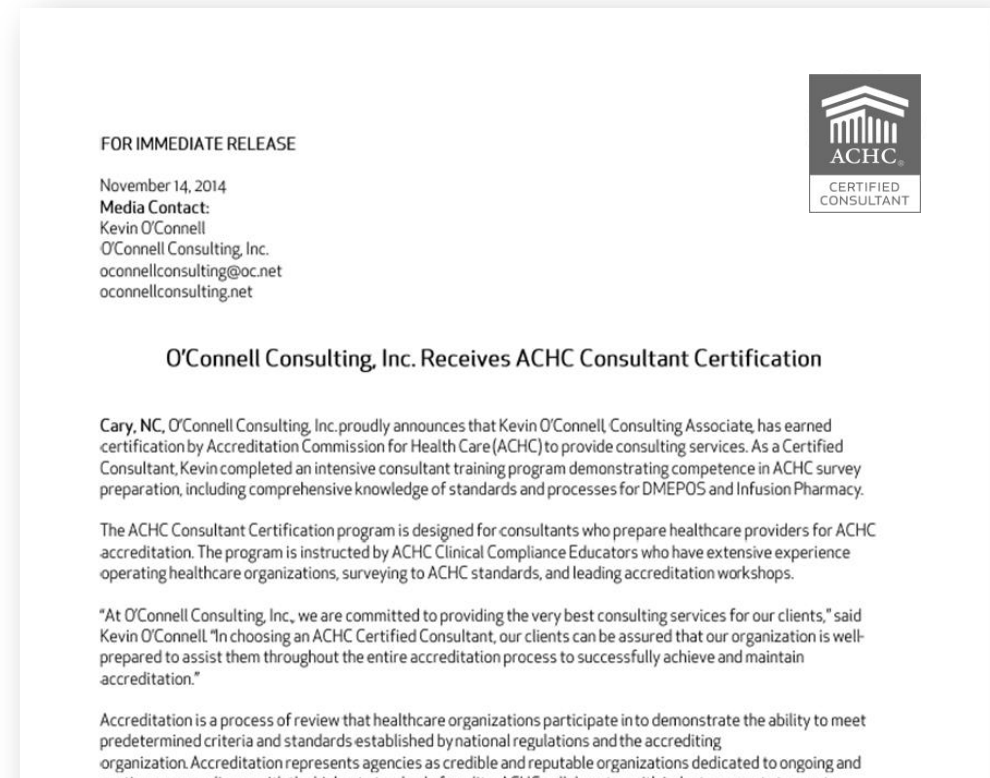 ACHC®
CERTIFIED
CONSULTANT
FOR IMMEDIATE RELEASE
November 14, 2014
Media Contact:
Kevin O'Connell
O'Connell Consulting, Inc.
oconnellconsulting@oc.net
oconnellconsulting.net
O'Connell Consulting, Inc. Receives ACHC Consultant Certification
Cary, NC, O'Connell Consulting, Inc. proudly announces that Kevin O'Connell, Consulting Associate, has earned
certification by Accreditation Commission for Health Care (ACHC) to provide consulting services. As a Certified
Consultant, Kevin completed an intensive consultant training program demonstrating competence in ACHC survey
preparation, including comprehensive knowledge of standards and processes for DMEPOS and Infusion Pharmacy.
The ACHC Consultant Certification program is designed for consultants who prepare healthcare providers for ACHC
accreditation. The program is instructed by ACHC Clinical Compliance Educators who have extensive experience
operating healthcare organizations, surveying to ACHC standards, and leading accreditation workshops.
“At O'Connell Consulting, Inc., we are committed to providing the very best consulting services for our clients,” said
Kevin O'Connell. “In choosing an ACHC Certified Consultant, our clients can be assured that our organization is well-
prepared to assist them throughout the entire accreditation process to successfully achieve and maintain
accreditation.”
Accreditation is a process of review that healthcare organizations participate in to demonstrate the ability to meet
predetermined criteria and standards established by national regulations and the accrediting
organization. Accreditation represents agencies as credible and reputable organizations dedicated to ongoing and